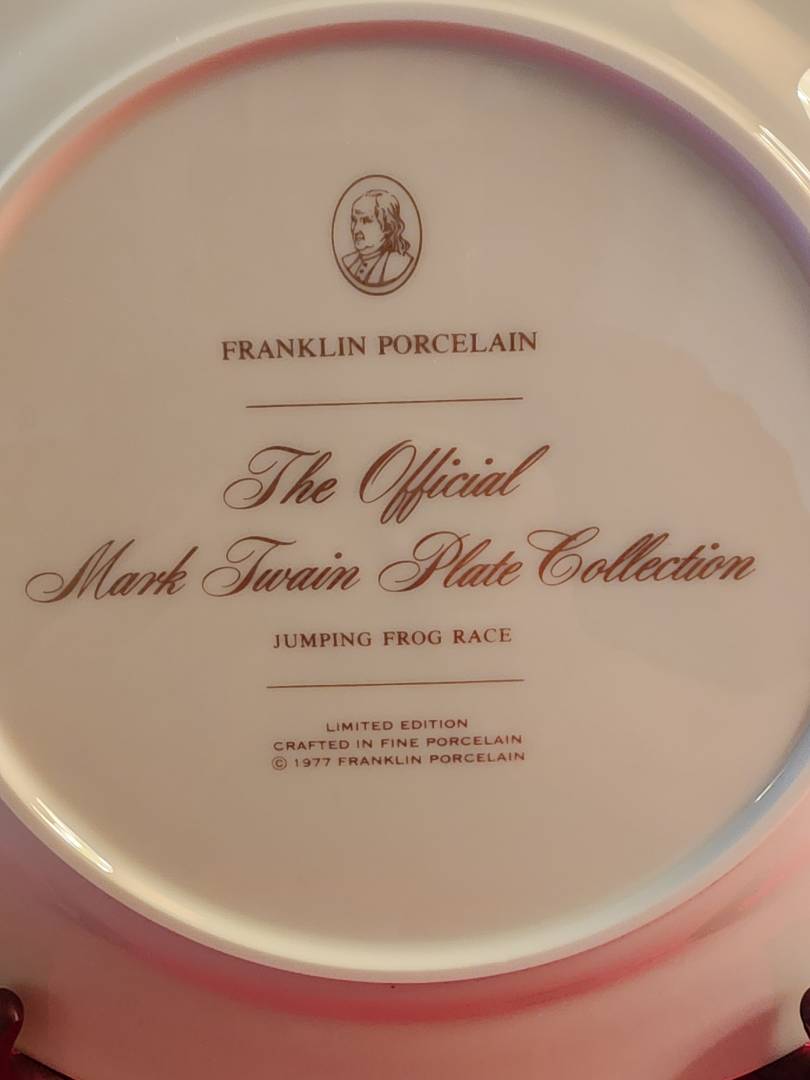 FRANKLIN PORCELAIN
The Official
Mark Twain Plate Collection
JUMPING FROG RACE
LIMITED EDITION
CRAFTED IN FINE PORCELAIN
© 1977 FRANKLIN PORCELAIN